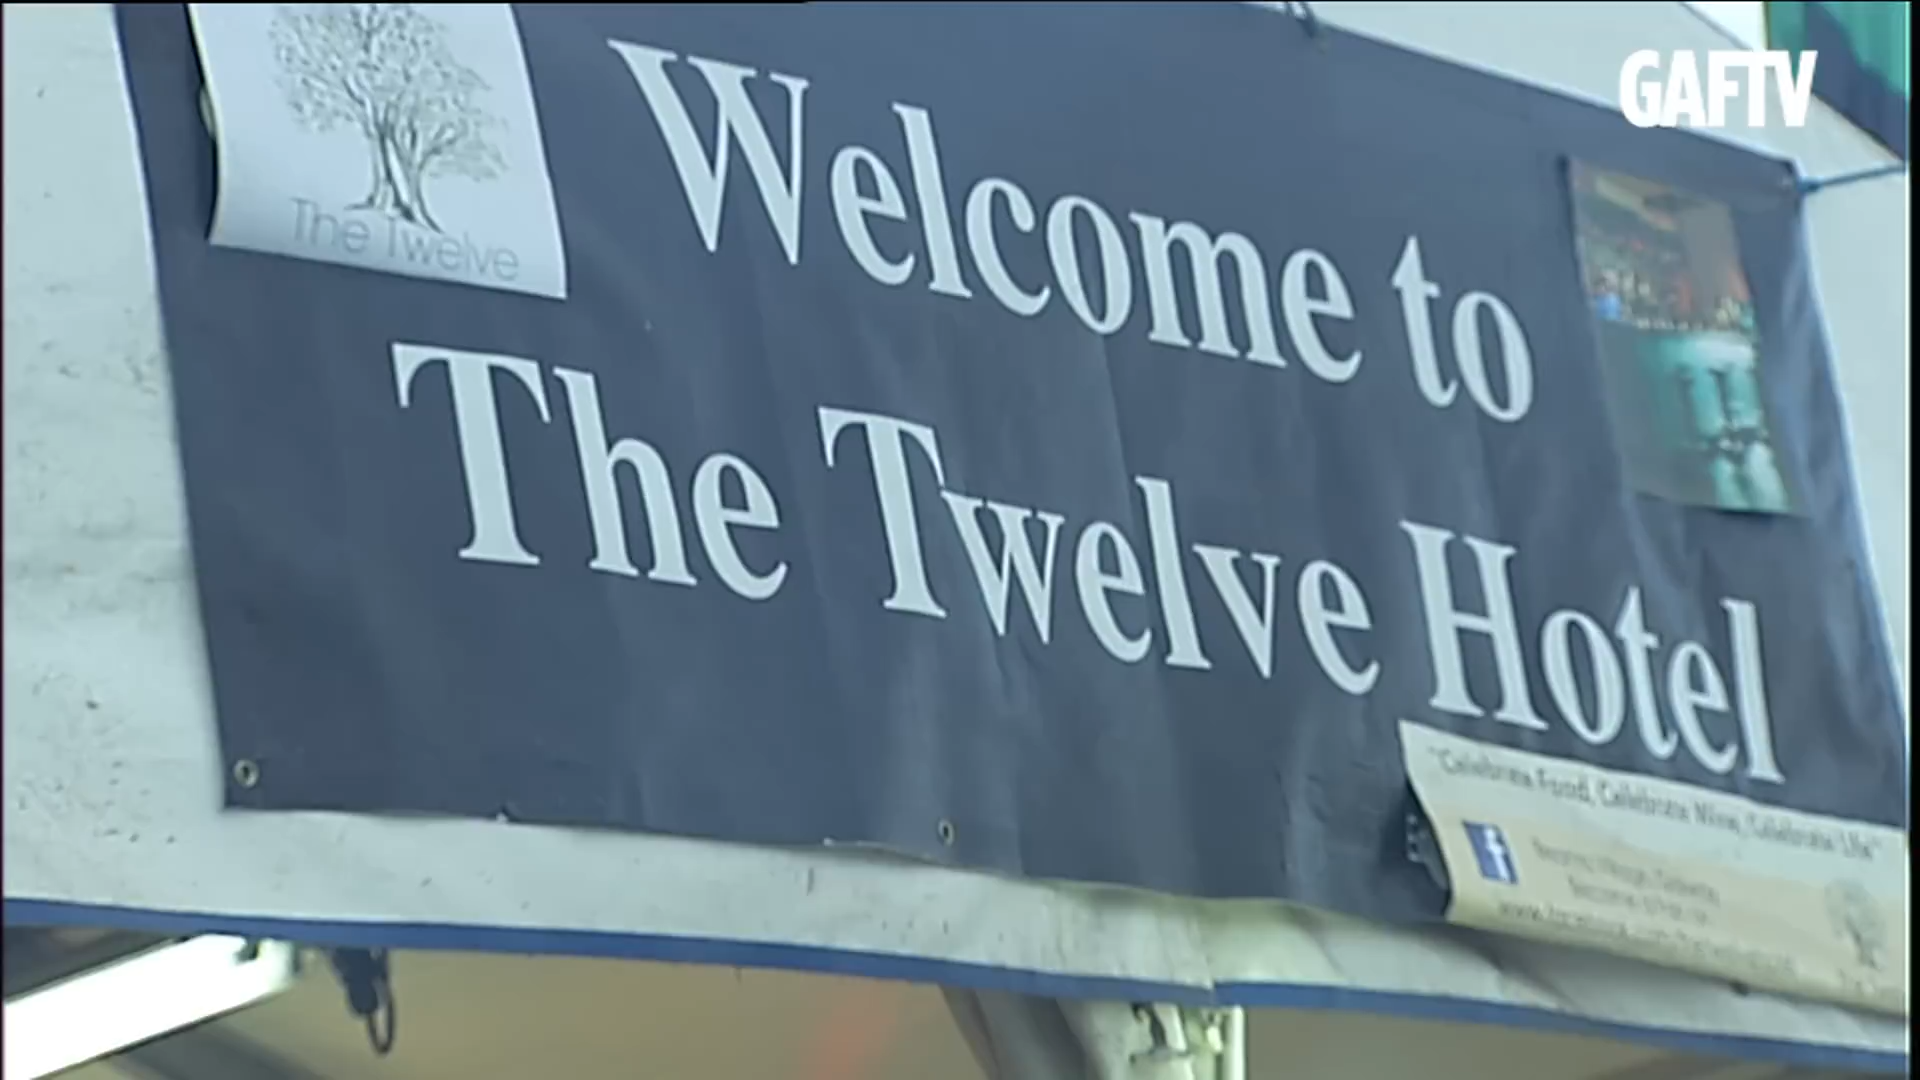 GAFTV
The Twelve
Welcome to
The Twelve Hotel
"Celebrate Food, Celebrate Wine, Celebrate Life"
f